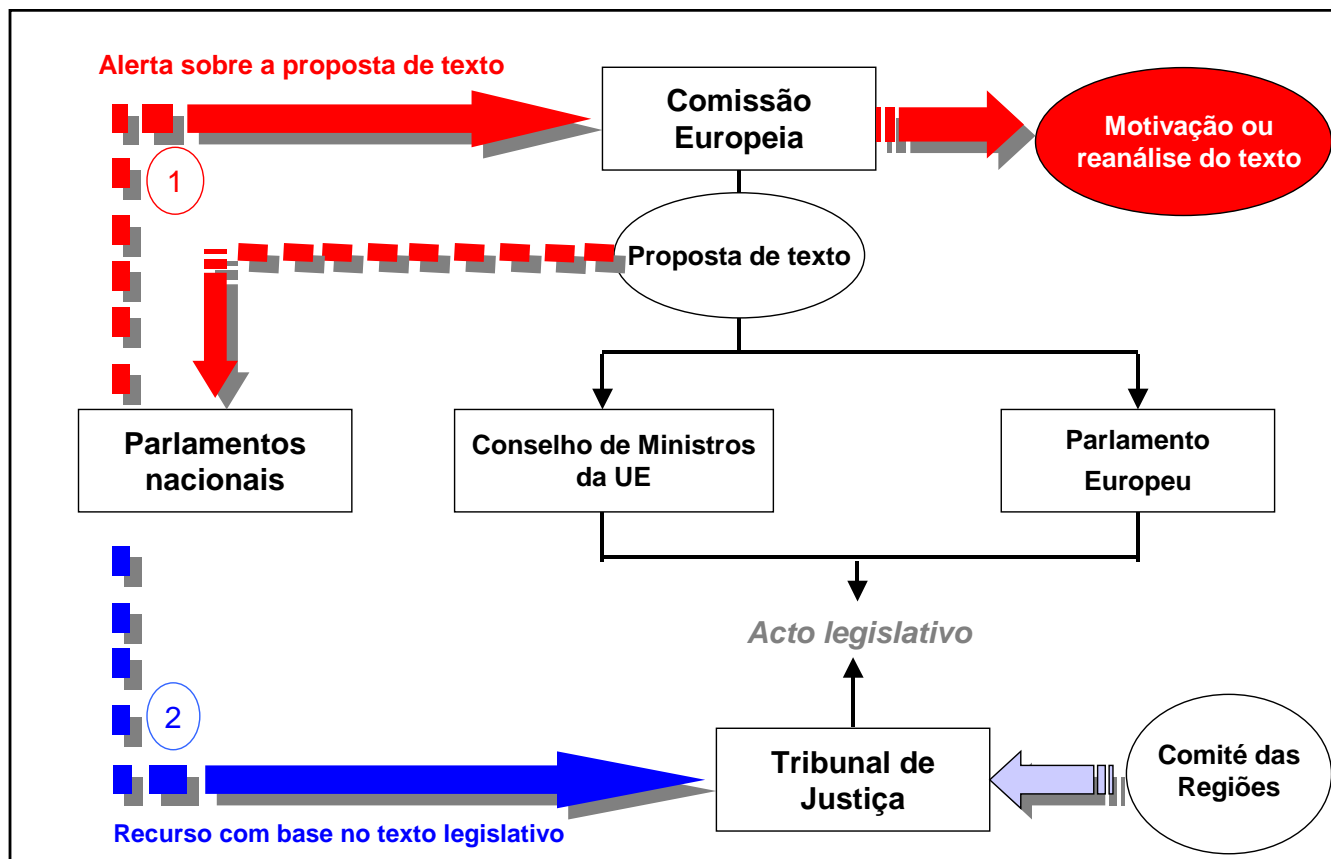 Alerta sobre a proposta de texto
Comissão
Europeia
Motivação ou
reanálise do texto
1
Proposta de texto
Parlamentos
nacionais
Conselho de Ministros
da UE
Parlamento
Europeu
Acto legislativo
2
Tribunal de
Justiça
Comité das
Regiões
Recurso com base no texto legislativo